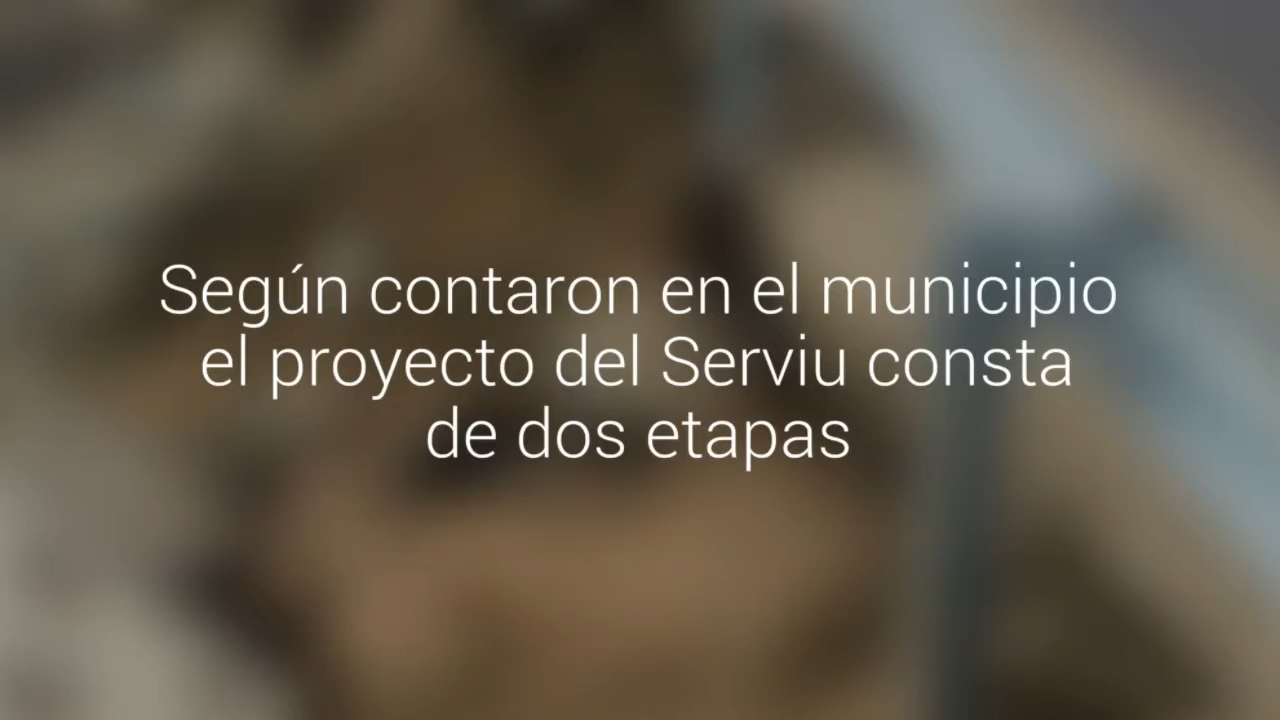 Según contaron en el municipio
el proyecto del Serviu consta
de dos etapas